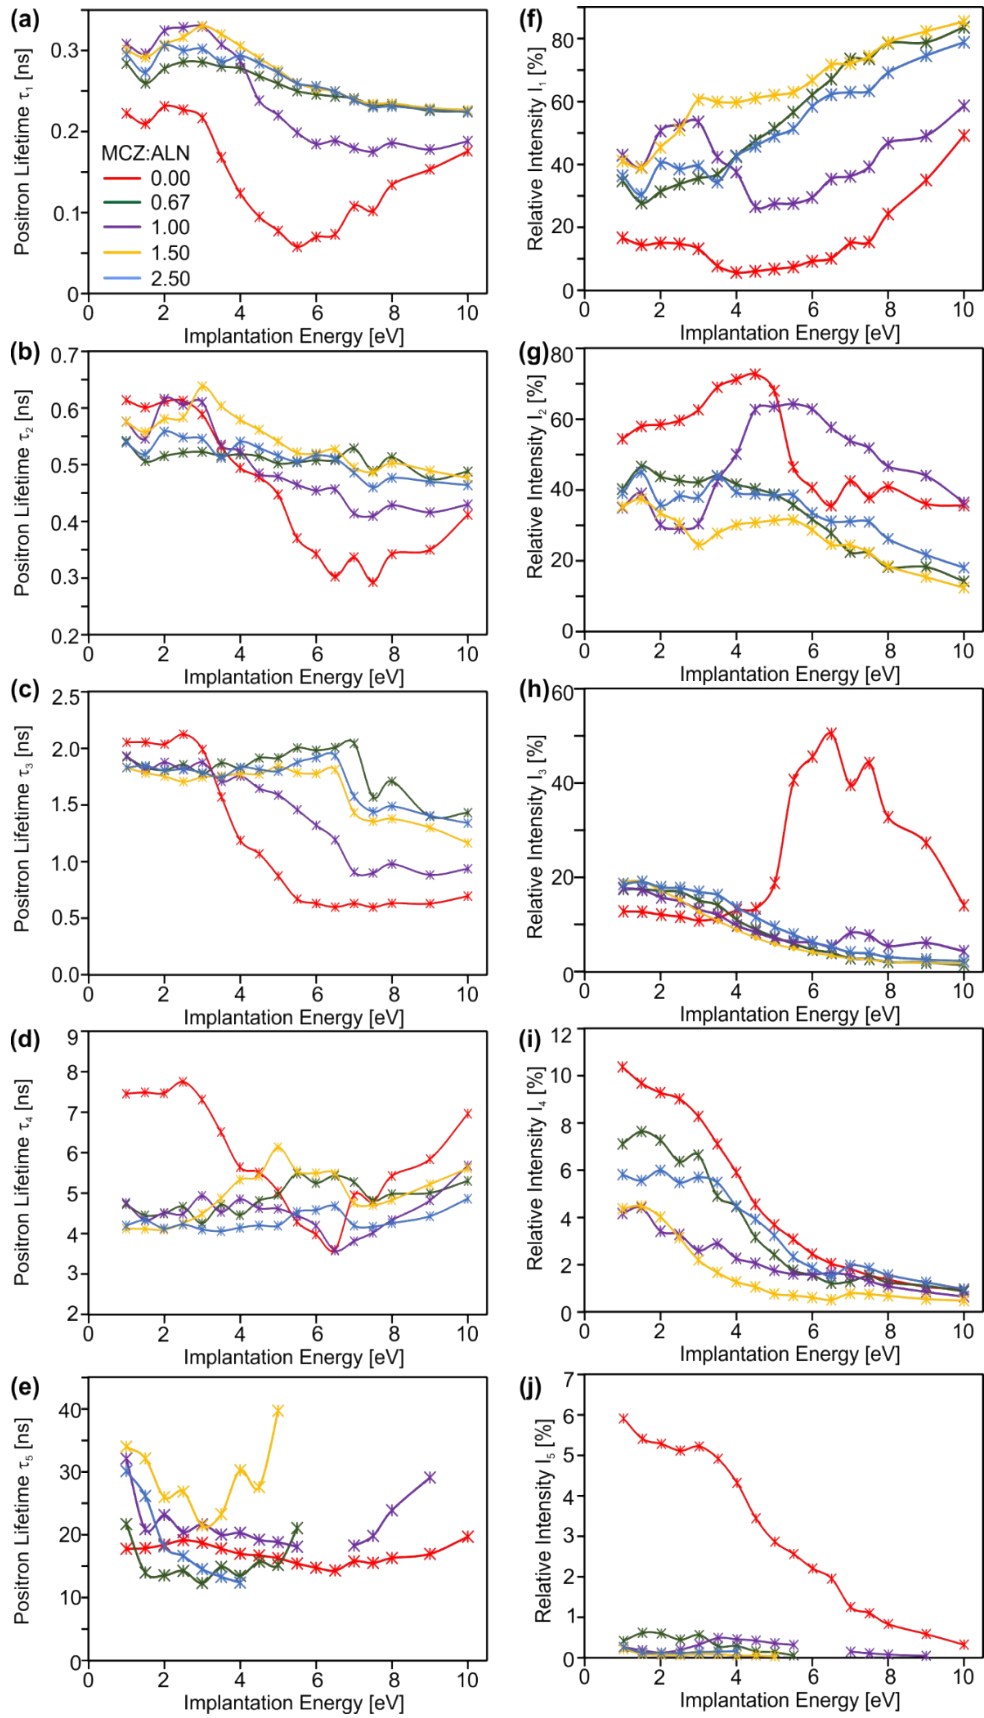 (a)
Positron Lifetime τ1 [ns]
0.3
0.2
0.1
0
MCZ:ALN
0.00
0.67
1.00
1.50
2.50
0 2 4 6 8 10
Implantation Energy [eV]
(f)
Relative Intensity I1 [%]
80
60
40
20
0
0 2 4 6 8 10
Implantation Energy [eV]
(b)
Positron Lifetime τ2 [ns]
0.7
0.6
0.5
0.4
0.3
0.2
0 2 4 6 8 10
Implantation Energy [eV]
(g)
Relative Intensity I2 [%]
80
60
40
20
0
0 2 4 6 8 10
Implantation Energy [eV]
(c)
Positron Lifetime τ3 [ns]
2.5
2.0
1.5
1.0
0.5
0.0
0 2 4 6 8 10
Implantation Energy [eV]
(h)
Relative Intensity I3 [%]
60
40
20
0
0 2 4 6 8 10
Implantation Energy [eV]
(d)
Positron Lifetime τ4 [ns]
9
8
7
6
5
4
3
2
0 2 4 6 8 10
Implantation Energy [eV]
(i)
Relative Intensity I4 [%]
12
10
8
6
4
2
0
0 2 4 6 8 10
Implantation Energy [eV]
(e)
Positron Lifetime τ5 [ns]
40
30
20
10
0
0 2 4 6 8 10
Implantation Energy [eV]
(j)
Relative Intensity I5 [%]
7
6
5
4
3
2
1
0
0 2 4 6 8 10
Implantation Energy [eV]